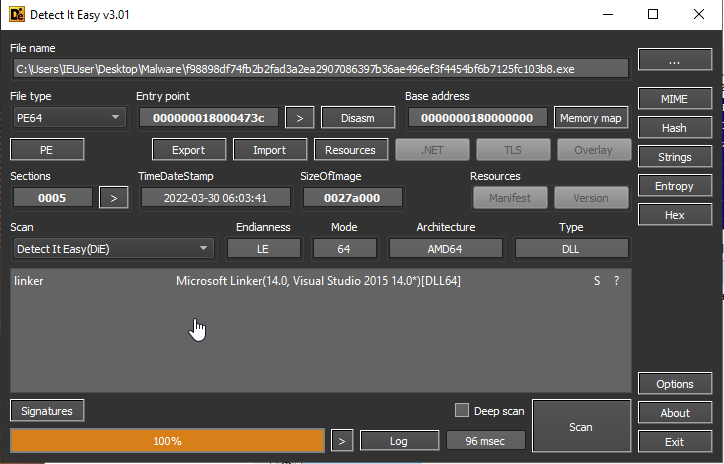 Detect It Easy v3.01
File name
C:\Users\IEUser\Desktop\Malware\f98898df74fb2b2fad3a2ea2907086397b36ae496ef3f4454bf6b7125fc103b8.exe
...
File type Entry point Base address
PE64 000000018000473c > Disasm 0000000180000000 Memory map MIME
PE Export Import Resources .NET TLS Overlay Hash
Sections TimeDateStamp SizeOfImage Resources Strings
0005 > 2022-03-30 06:03:41 0027a000 Manifest Version Entropy
Scan Endianness Mode Architecture Type Hex
Detect It Easy(DiE) LE 64 AMD64 DLL
linker Microsoft Linker(14.0, Visual Studio 2015 14.0*)[DLL64] S ?
Options
Signatures Deep scan Scan About
100% > Log 96 msec Exit